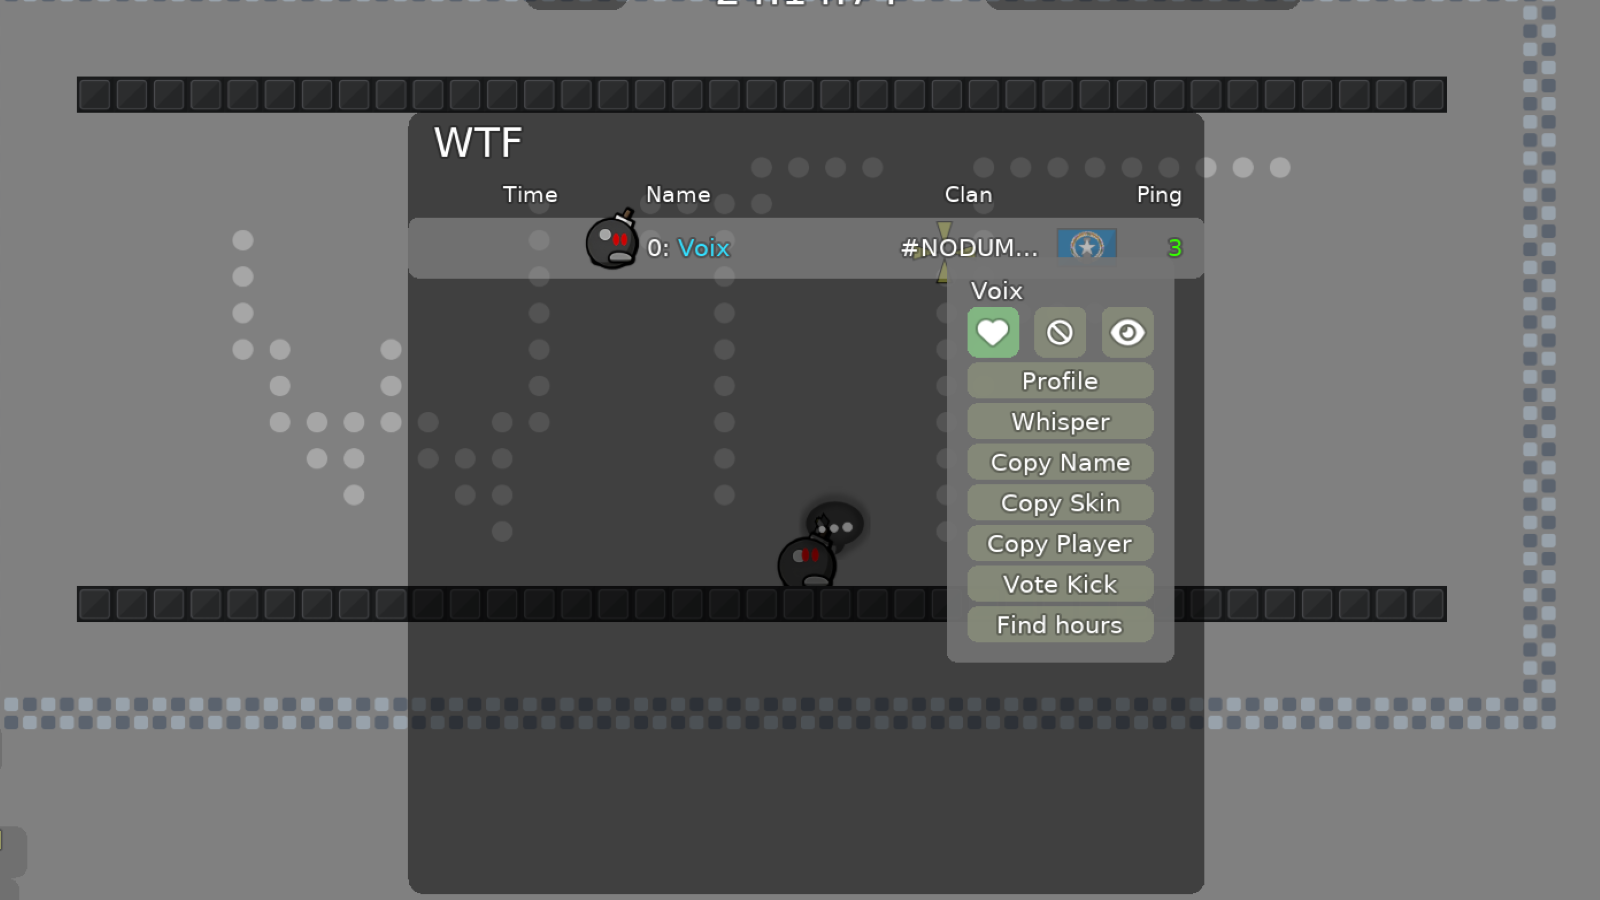 WTF
Time Name Clan Ping
0: Voix #NODUM... 3
Voix
Profile
Whisper
Copy Name
Copy Skin
Copy Player
Vote Kick
Find hours